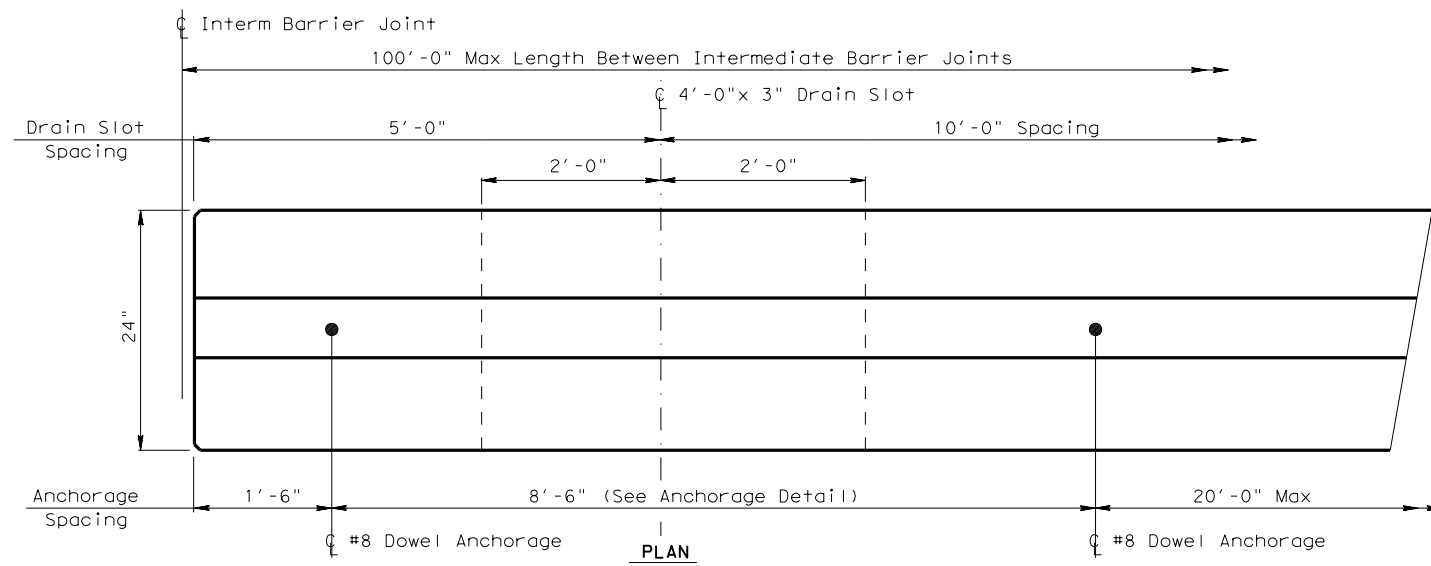 ℄ Interm Barrier Joint
100'-0" Max Length Between Intermediate Barrier Joints
℄ 4'-0"x 3" Drain Slot
Drain Slot
Spacing
5'-0"
10'-0" Spacing
2'-0"
2'-0"
24"
Anchorage
Spacing
1'-6"
8'-6" (See Anchorage Detail)
20'-0" Max
℄ #8 Dowel Anchorage
℄ #8 Dowel Anchorage
PLAN